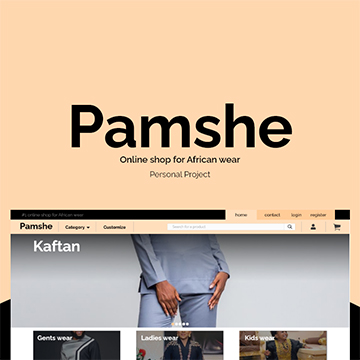 Pamshe
Online shop for African wear
Personal Project
#1 online shop for African wear
home contact login register
Pamshe Category Customize Search for a product
Kaftan
Gents wear Ladies wear Kids wear